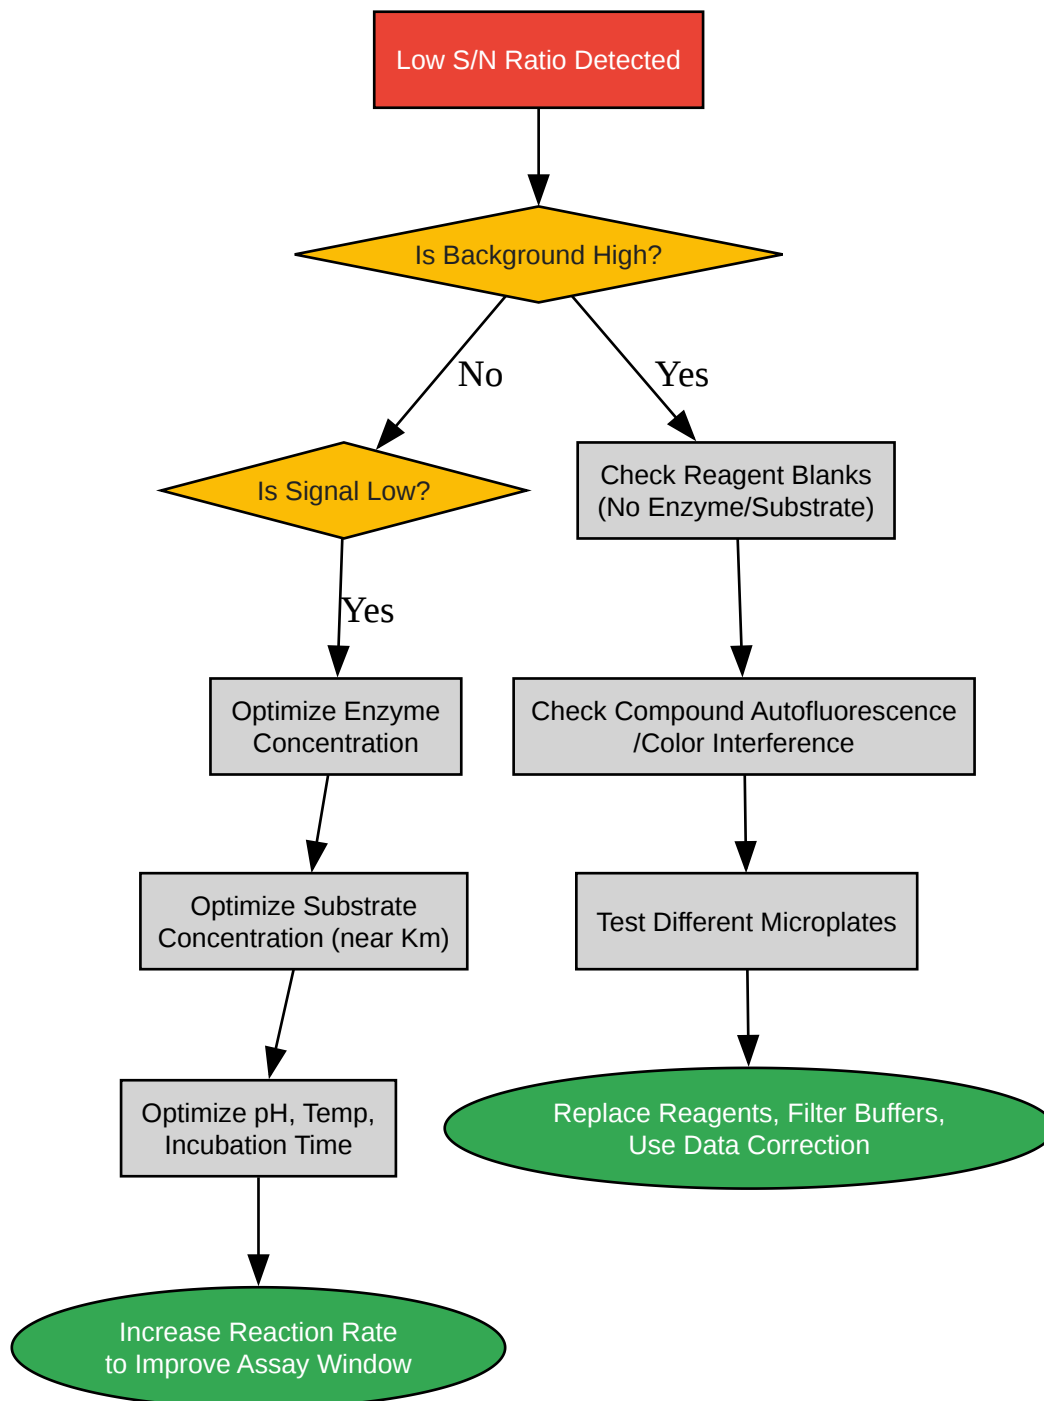 Low S/N Ratio Detected
Is Background High?
No
Yes
Is Signal Low?
Check Reagent Blanks
(No Enzyme/Substrate)
Yes
Optimize Enzyme
Concentration
Check Compound Autofluorescence
/Color Interference
Optimize Substrate
Concentration (near Km)
Test Different Microplates
Optimize pH, Temp,
Incubation Time
Replace Reagents, Filter Buffers,
Use Data Correction
Increase Reaction Rate
to Improve Assay Window